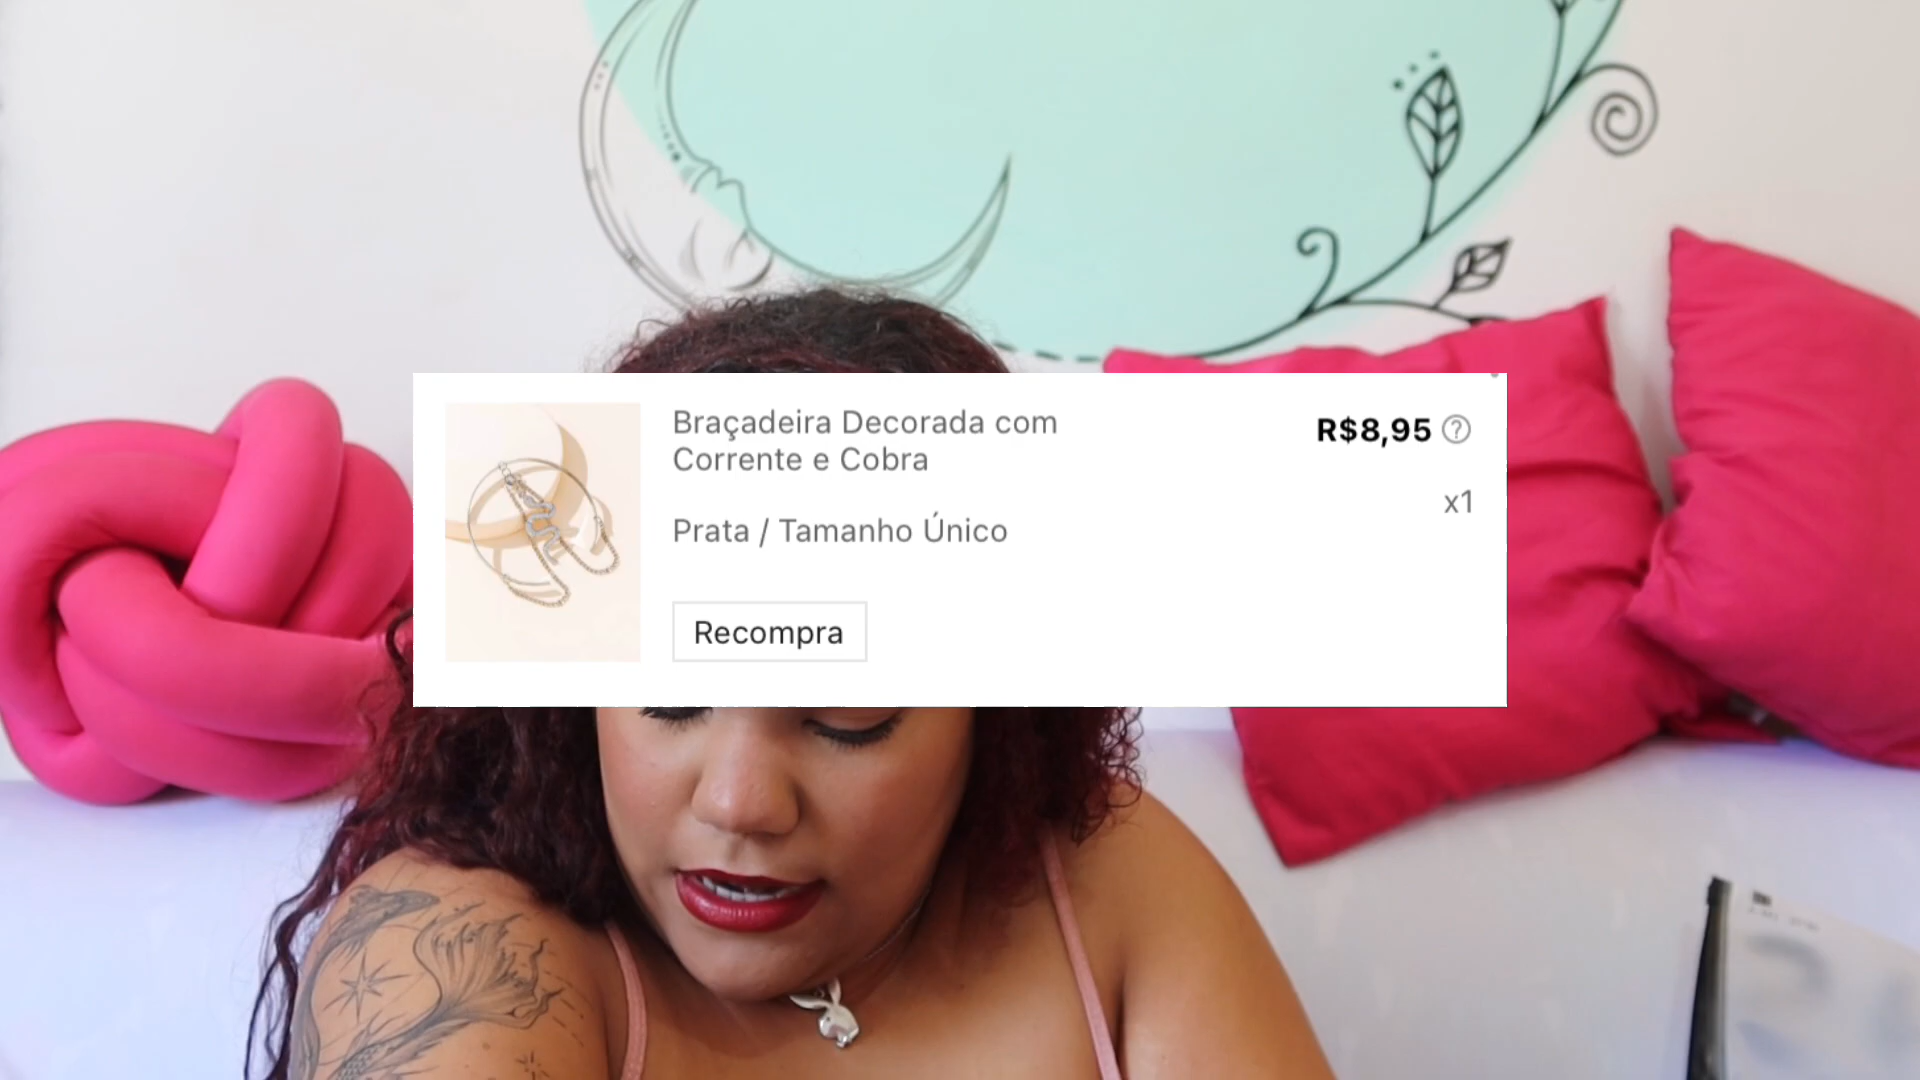 Braçadeira Decorada com
Corrente e Cobra
R$8,95 ?
x1
Prata / Tamanho Único
Recompra